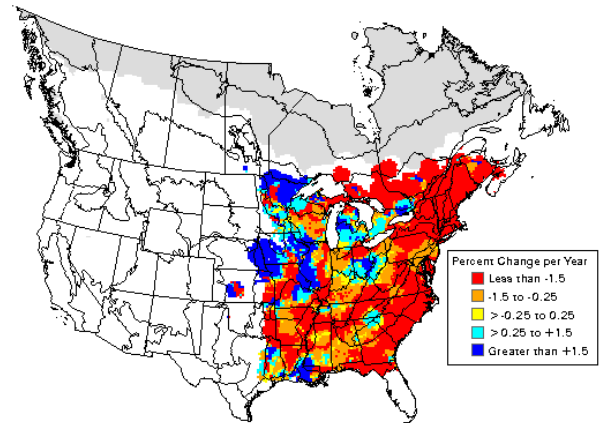 Percent Change per Year
Less than -1.5
-1.5 to -0.25
> -0.25 to 0.25
> 0.25 to +1.5
Greater than +1.5